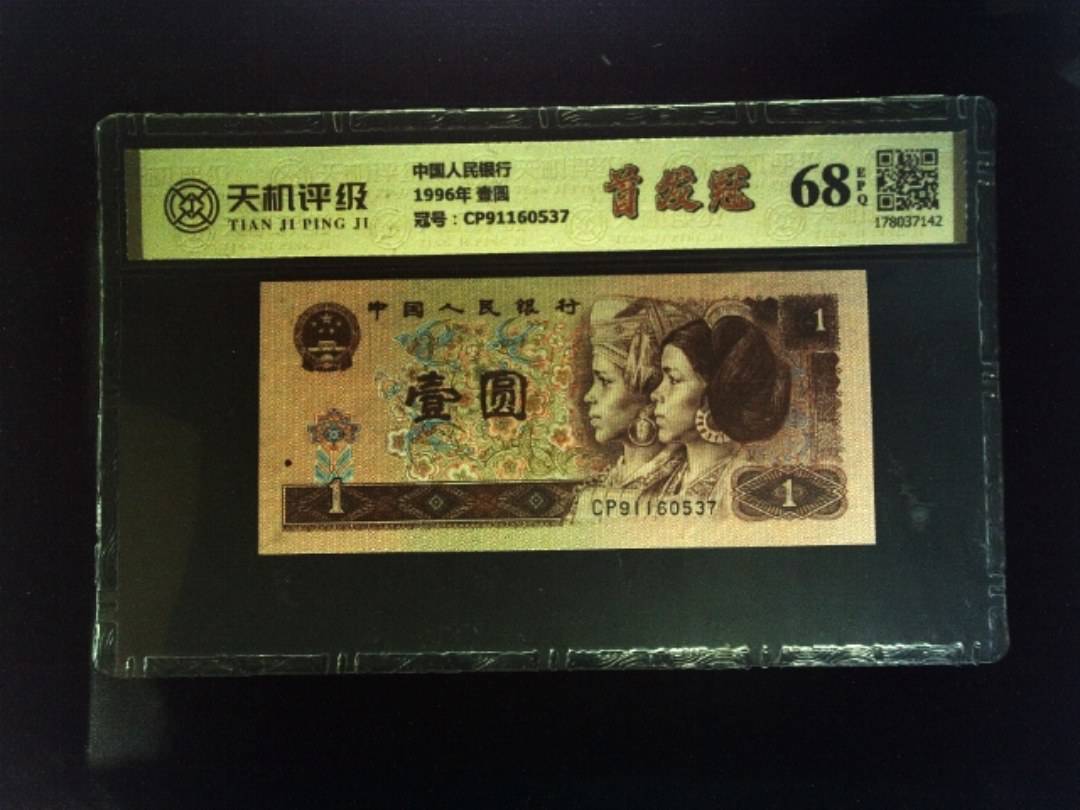 天机评级
TIAN JI PING JI
中国人民银行
1996年 壹圆
冠号：CP91160537
首发冠
68
EPQ
178037142
中国人民银行
1
壹圆
1
CP91160537
1